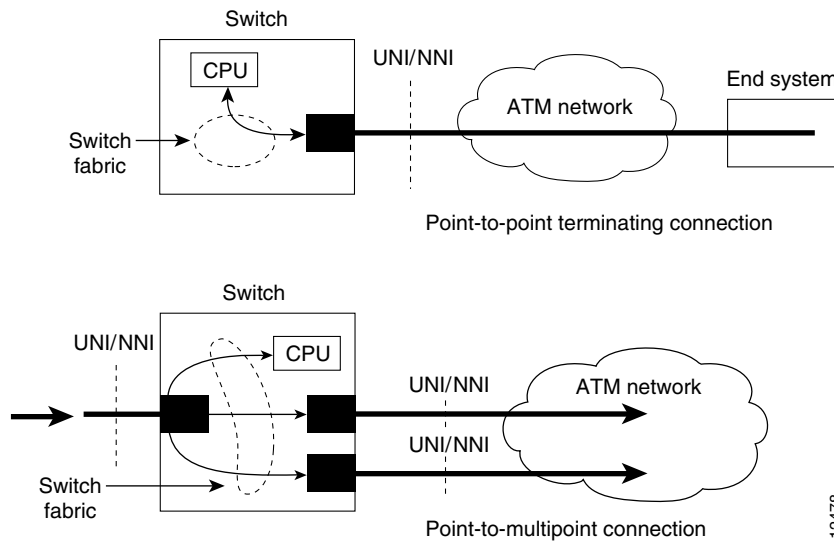 Switch
CPU
UNI/NNI
ATM network
End system
Switch
fabric
Point-to-point terminating connection
Switch
UNI/NNI
CPU
UNI/NNI
ATM network
UNI/NNI
Switch
fabric
Point-to-multipoint connection